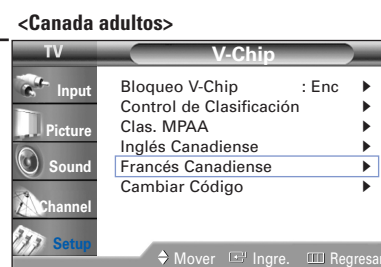 <Canada adultos>
TV
V-Chip
Input
Picture
Sound
Channel
Setup
Bloqueo V-Chip : Enc
Control de Clasificación
Clas. MPAA
Inglés Canadiense
Francés Canadiense
Cambiar Código
Mover Ingre. Regresar